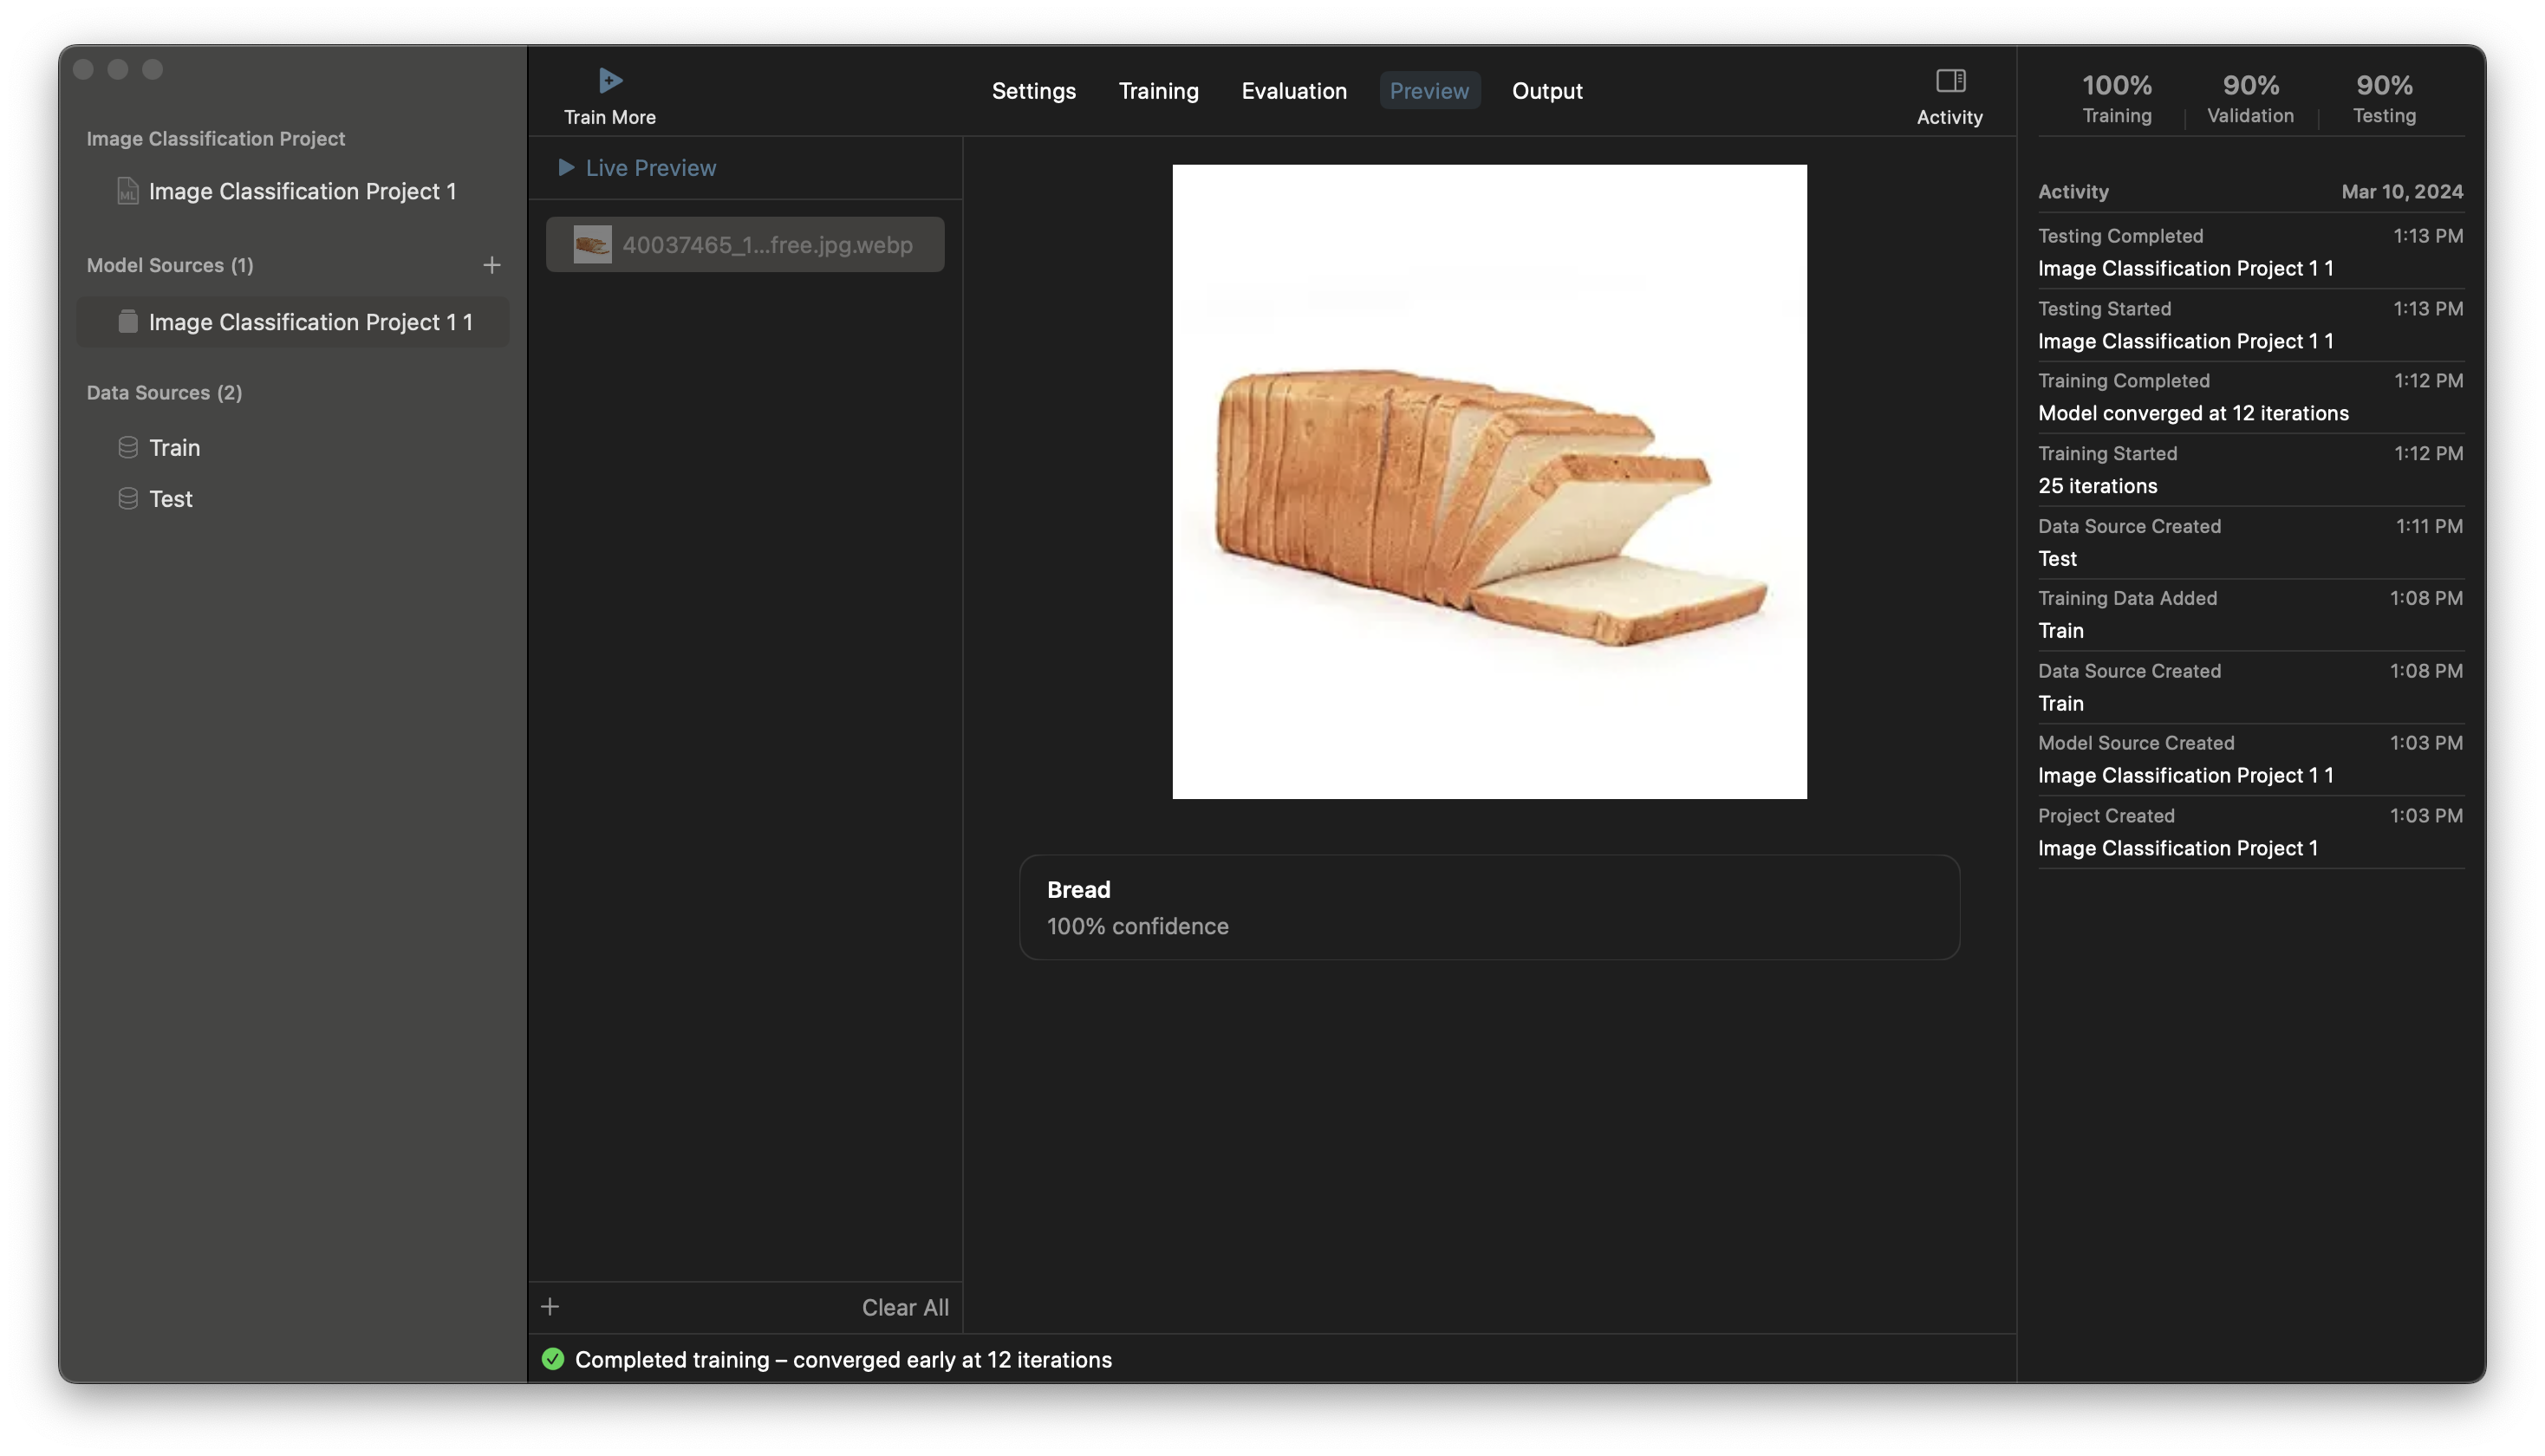 Image Classification Project
ML
Image Classification Project 1
Model Sources (1)
Image Classification Project 1 1
Data Sources (2)
Train
Test
Train More
Settings
Training
Evaluation
Preview
Output
Activity
Live Preview
40037465_1...free.jpg.webp
Bread
100% confidence
Clear All
Completed training – converged early at 12 iterations
100% 90% 90%
Training Validation Testing
Activity Mar 10, 2024
Testing Completed 1:13 PM
Image Classification Project 1 1
Testing Started 1:13 PM
Image Classification Project 1 1
Training Completed 1:12 PM
Model converged at 12 iterations
Training Started 1:12 PM
25 iterations
Data Source Created 1:11 PM
Test
Training Data Added 1:08 PM
Train
Data Source Created 1:08 PM
Train
Model Source Created 1:03 PM
Image Classification Project 1 1
Project Created 1:03 PM
Image Classification Project 1